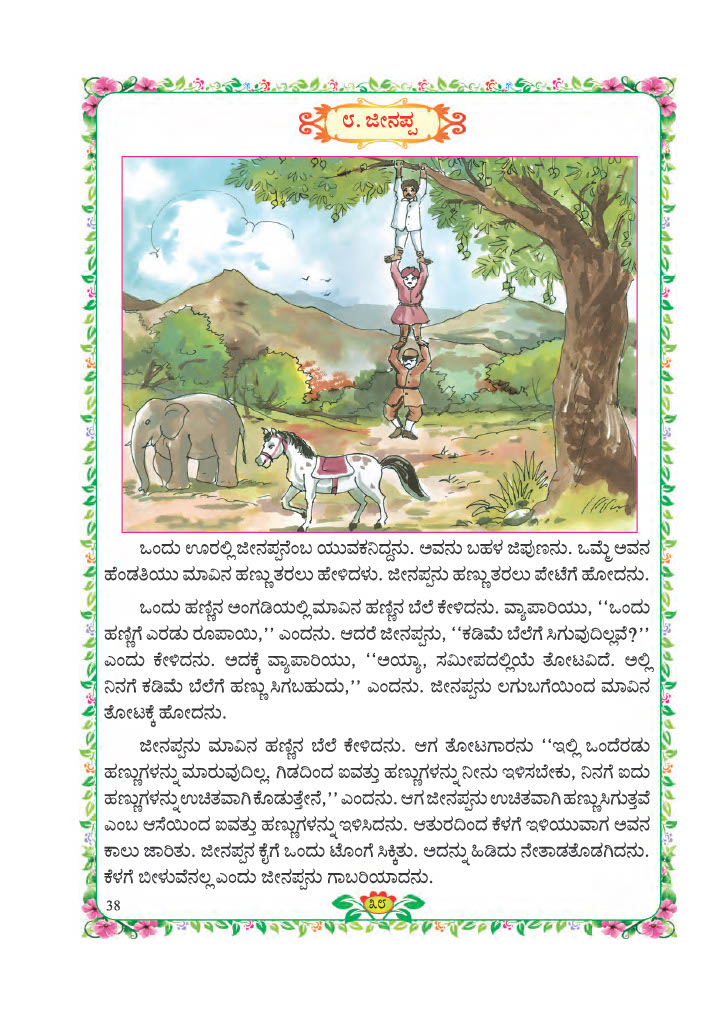 ೮. ಜೀನಪ್ಪ
ಒಂದು ಊರಲ್ಲಿ ಜೀನಪ್ಪನೆಂಬ ಯುವಕನಿದ್ದನು. ಅವನು ಬಹಳ ಜಿಪುಣನು. ಒಮ್ಮೆ ಅವನ
ಹೆಂಡತಿಯು ಮಾವಿನ ಹಣ್ಣು ತರಲು ಹೇಳಿದಳು. ಜೀನಪ್ಪನು ಹಣ್ಣು ತರಲು ಪೇಟೆಗೆ ಹೋದನು.
ಒಂದು ಹಣ್ಣಿನ ಅಂಗಡಿಯಲ್ಲಿ ಮಾವಿನ ಹಣ್ಣಿನ ಬೆಲೆ ಕೇಳಿದನು. ವ್ಯಾಪಾರಿಯು, ‘‘ಒಂದು
ಹಣ್ಣಿಗೆ ಎರಡು ರೂಪಾಯಿ,’’ ಎಂದನು. ಆದರೆ ಜೀನಪ್ಪನು, ‘‘ಕಡಿಮೆ ಬೆಲೆಗೆ ಸಿಗುವುದಿಲ್ಲವೆ?’’
ಎಂದು ಕೇಳಿದನು. ಅದಕ್ಕೆ ವ್ಯಾಪಾರಿಯು, ‘‘ಅಯ್ಯಾ, ಸಮೀಪದಲ್ಲಿಯೆ ತೋಟವಿದೆ. ಅಲ್ಲಿ
ನಿನಗೆ ಕಡಿಮೆ ಬೆಲೆಗೆ ಹಣ್ಣು ಸಿಗಬಹುದು,’’ ಎಂದನು. ಜೀನಪ್ಪನು ಲಗುಬಗೆಯಿಂದ ಮಾವಿನ
ತೋಟಕ್ಕೆ ಹೋದನು.
ಜೀನಪ್ಪನು ಮಾವಿನ ಹಣ್ಣಿನ ಬೆಲೆ ಕೇಳಿದನು. ಆಗ ತೋಟಗಾರನು ‘‘ಇಲ್ಲಿ ಒಂದೆರಡು
ಹಣ್ಣುಗಳನ್ನು ಮಾರುವುದಿಲ್ಲ. ಗಿಡದಿಂದ ಐವತ್ತು ಹಣ್ಣುಗಳನ್ನು ನೀನು ಇಳಿಸಬೇಕು, ನಿನಗೆ ಐದು
ಹಣ್ಣುಗಳನ್ನು ಉಚಿತವಾಗಿ ಕೊಡುತ್ತೇನೆ,’’ ಎಂದನು. ಆಗ ಜೀನಪ್ಪನು ಉಚಿತವಾಗಿ ಹಣ್ಣು ಸಿಗುತ್ತವೆ
ಎಂಬ ಆಸೆಯಿಂದ ಐವತ್ತು ಹಣ್ಣುಗಳನ್ನು ಇಳಿಸಿದನು. ಆತುರದಿಂದ ಕೆಳಗೆ ಇಳಿಯುವಾಗ ಅವನ
ಕಾಲು ಜಾರಿತು. ಜೀನಪ್ಪನ ಕೈಗೆ ಒಂದು ಟೊಂಗೆ ಸಿಕ್ಕಿತು. ಅದನ್ನು ಹಿಡಿದು ನೇತಾಡತೊಡಗಿದನು.
ಕೆಳಗೆ ಬೀಳುವೆನಲ್ಲ ಎಂದು ಜೀನಪ್ಪನು ಗಾಬರಿಯಾದನು.
38
೩೮